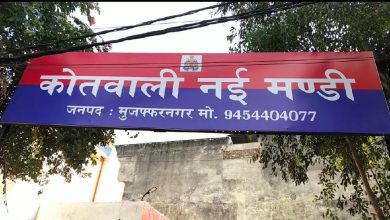 कोतवाली नई मण्डी
जनपद : मुजफ्फरनगर मो. 9454404077